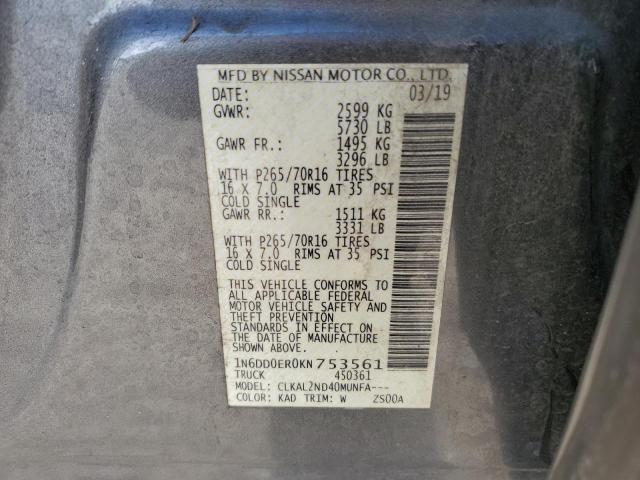 MFD BY NISSAN MOTOR CO., LTD.
DATE: 03/19
GVWR: 2599 KG
5730 LB
GAWR FR.: 1495 KG
3296 LB
WITH P265/70R16 TIRES
16 X 7.0 RIMS AT 35 PSI
COLD SINGLE
GAWR RR.: 1511 KG
3331 LB
WITH P265/70R16 TIRES
16 X 7.0 RIMS AT 35 PSI
COLD SINGLE
THIS VEHICLE CONFORMS TO
ALL APPLICABLE FEDERAL
MOTOR VEHICLE SAFETY AND
THEFT PREVENTION
STANDARDS IN EFFECT ON
THE DATE OF MANUFACTURE
SHOWN ABOVE
1N6DD0ER0KN753561
TRUCK 450361
MODEL: CLKAL2ND40MUNFA---
COLOR: KAD TRIM: W ZS00A